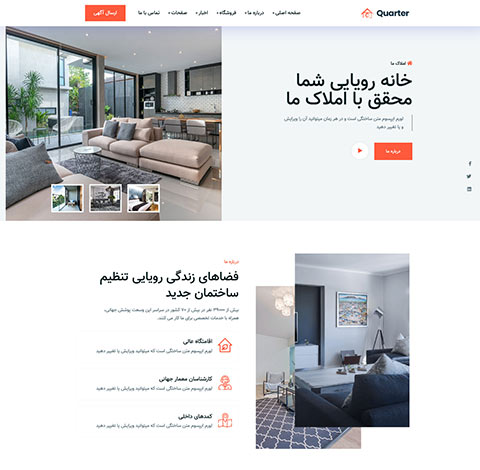 Quarter
صفحه اصلی
درباره ما
فروشگاه
اخبار
صفحات
تماس با ما
ارسال آگهی
املاک ما
خانه رویایی شما
محقق با املاک ما
لورم ایپسوم متن ساختگی است و در هر زمان میتوانید آن را ویرایش
و یا تغییر دهید
درباره ما
درباره ما
فضاهای زندگی رویایی تنظیم
ساختمان جدید
بیش از ۳۹۰۰۰ نفر در بیش از ۷۰ کشور در سراسر این وسعت پوشش جهانی،
همراه با خدمات تخصصی برای ما کار می کنند.
اقامتگاه عالی
لورم ایپسوم متن ساختگی است که میتوانید ویرایش یا تغییر دهید
کارشناسان معمار جهانی
لورم ایپسوم متن ساختگی است که میتوانید ویرایش یا تغییر دهید
کمدهای داخلی
لورم ایپسوم متن ساختگی است که میتوانید ویرایش یا تغییر دهید